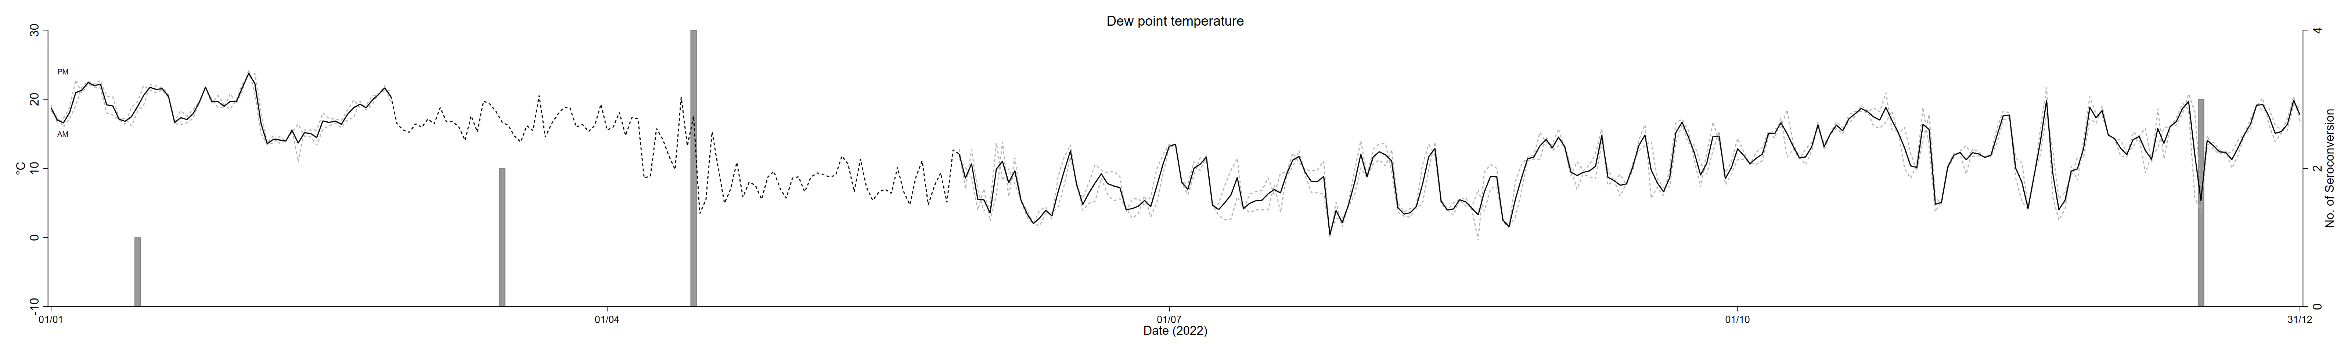 Dew point temperature
30
20
10
0
-10
°C
PM
AM
4
2
0
No. of Seroconversion
01/01
01/04
01/07
01/10
31/12
Date (2022)